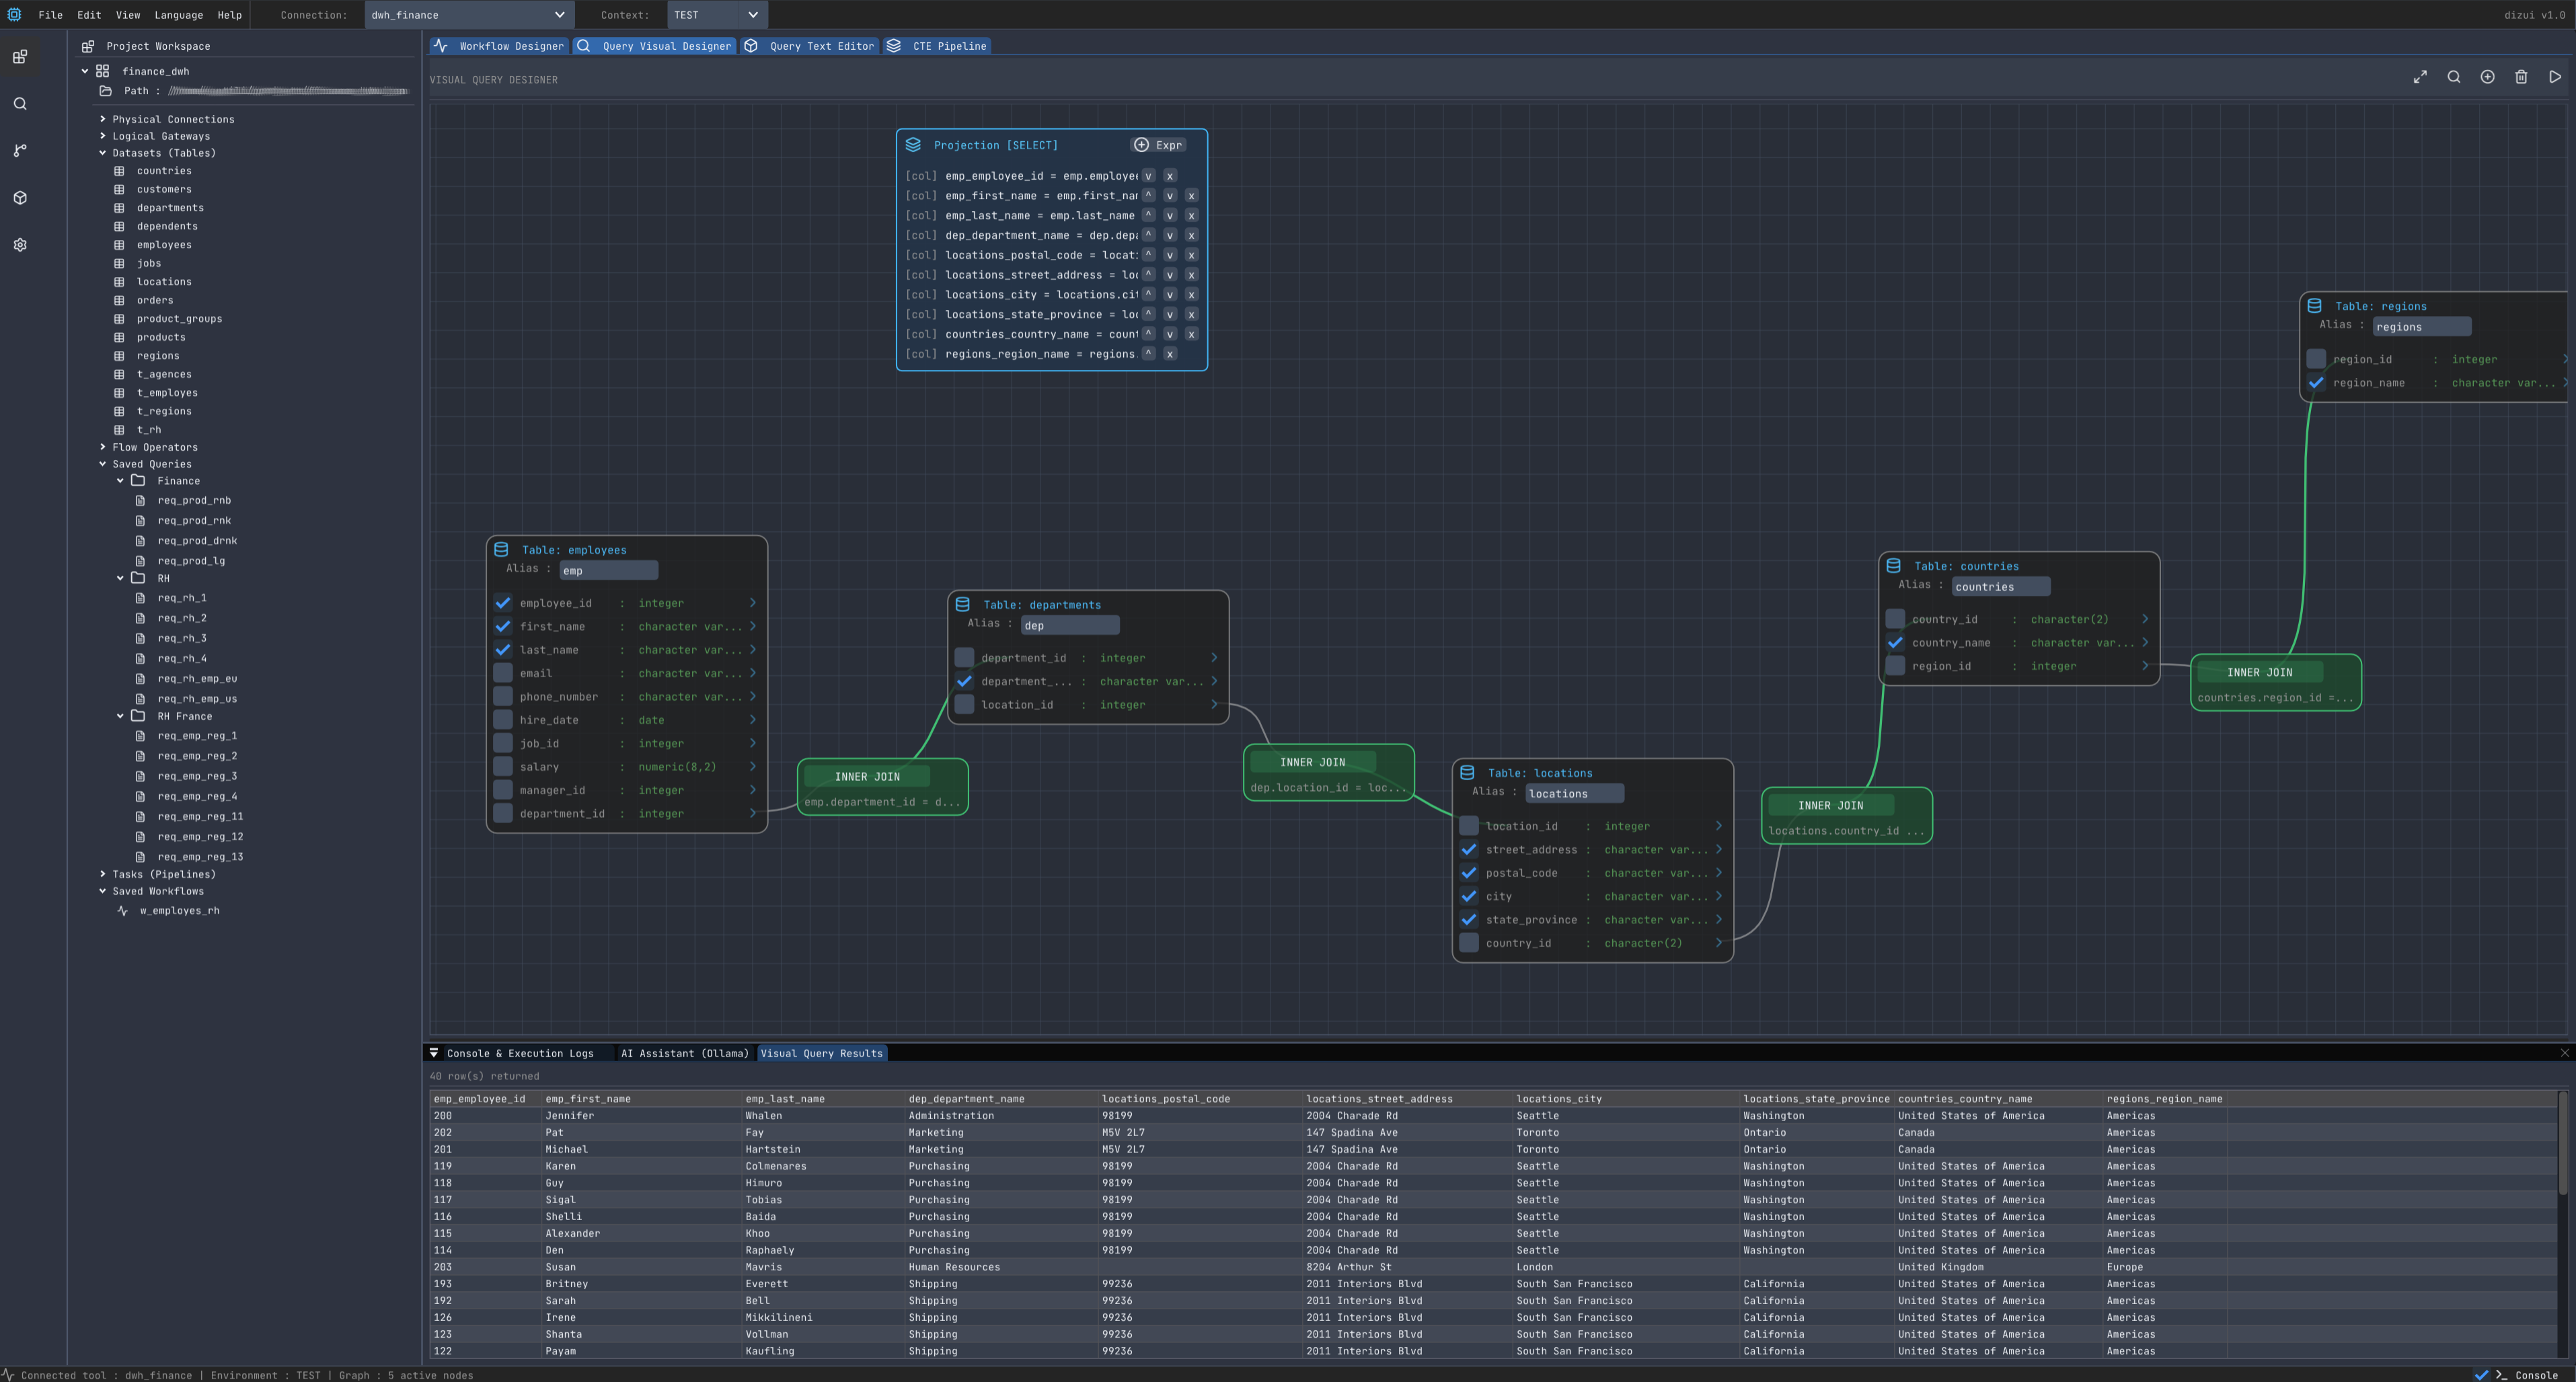 File Edit View Language Help Connection: dwh_finance Context: TEST dizui v1.0
Project Workspace
finance_dwh
Path :
Physical Connections
Logical Gateways
Datasets (Tables)
countries
customers
departments
dependents
employees
jobs
locations
orders
product_groups
products
regions
t_agences
t_employes
t_regions
t_rh
Flow Operators
Saved Queries
Finance
req_prod_rnb
req_prod_rnk
req_prod_drnk
req_prod_lg
RH
req_rh_1
req_rh_2
req_rh_3
req_rh_4
req_rh_emp_eu
req_rh_emp_us
RH France
req_emp_reg_1
req_emp_reg_2
req_emp_reg_3
req_emp_reg_4
req_emp_reg_11
req_emp_reg_12
req_emp_reg_13
Tasks (Pipelines)
Saved Workflows
w_employes_rh
Workflow Designer Query Visual Designer Query Text Editor CTE Pipeline
VISUAL QUERY DESIGNER
Projection [SELECT] Expr
[col] emp_employee_id = emp.employee v x
[col] emp_first_name = emp.first_nam ^ v x
[col] emp_last_name = emp.last_name ^ v x
[col] dep_department_name = dep.depa ^ v x
[col] locations_postal_code = locati ^ v x
[col] locations_street_address = loc ^ v x
[col] locations_city = locations.cit ^ v x
[col] locations_state_province = loc ^ v x
[col] countries_country_name = count ^ v x
[col] regions_region_name = regions. ^ x
Table: employees
Alias : emp
employee_id : integer
first_name : character var...
last_name : character var...
email : character var...
phone_number : character var...
hire_date : date
job_id : integer
salary : numeric(8,2)
manager_id : integer
department_id : integer
INNER JOIN
emp.department_id = d...
Table: departments
Alias : dep
department_id : integer
department_... : character var...
location_id : integer
INNER JOIN
dep.location_id = loc...
Table: locations
Alias : locations
location_id : integer
street_address : character var...
postal_code : character var...
city : character var...
state_province : character var...
country_id : character(2)
INNER JOIN
locations.country_id ...
Table: countries
Alias : countries
country_id : character(2)
country_name : character var...
region_id : integer
INNER JOIN
countries.region_id =...
Table: regions
Alias : regions
region_id : integer
region_name : character var...
Console & Execution Logs AI Assistant (Ollama) Visual Query Results
40 row(s) returned
emp_employee_id emp_first_name emp_last_name dep_department_name locations_postal_code locations_street_address locations_city locations_state_province countries_country_name regions_region_name
200 Jennifer Whalen Administration 98199 2004 Charade Rd Seattle Washington United States of America Americas
202 Pat Fay Marketing M5V 2L7 147 Spadina Ave Toronto Ontario Canada Americas
201 Michael Hartstein Marketing M5V 2L7 147 Spadina Ave Toronto Ontario Canada Americas
119 Karen Colmenares Purchasing 98199 2004 Charade Rd Seattle Washington United States of America Americas
118 Guy Himuro Purchasing 98199 2004 Charade Rd Seattle Washington United States of America Americas
117 Sigal Tobias Purchasing 98199 2004 Charade Rd Seattle Washington United States of America Americas
116 Shelli Baida Purchasing 98199 2004 Charade Rd Seattle Washington United States of America Americas
115 Alexander Khoo Purchasing 98199 2004 Charade Rd Seattle Washington United States of America Americas
114 Den Raphaely Purchasing 98199 2004 Charade Rd Seattle Washington United States of America Americas
203 Susan Mavris Human Resources 8204 Arthur St London United Kingdom Europe
193 Britney Everett Shipping 99236 2011 Interiors Blvd South San Francisco California United States of America Americas
192 Sarah Bell Shipping 99236 2011 Interiors Blvd South San Francisco California United States of America Americas
126 Irene Mikkilineni Shipping 99236 2011 Interiors Blvd South San Francisco California United States of America Americas
123 Shanta Vollman Shipping 99236 2011 Interiors Blvd South San Francisco California United States of America Americas
122 Payam Kaufling Shipping 99236 2011 Interiors Blvd South San Francisco California United States of America Americas
Connected tool : dwh_finance | Environment : TEST | Graph : 5 active nodes Console